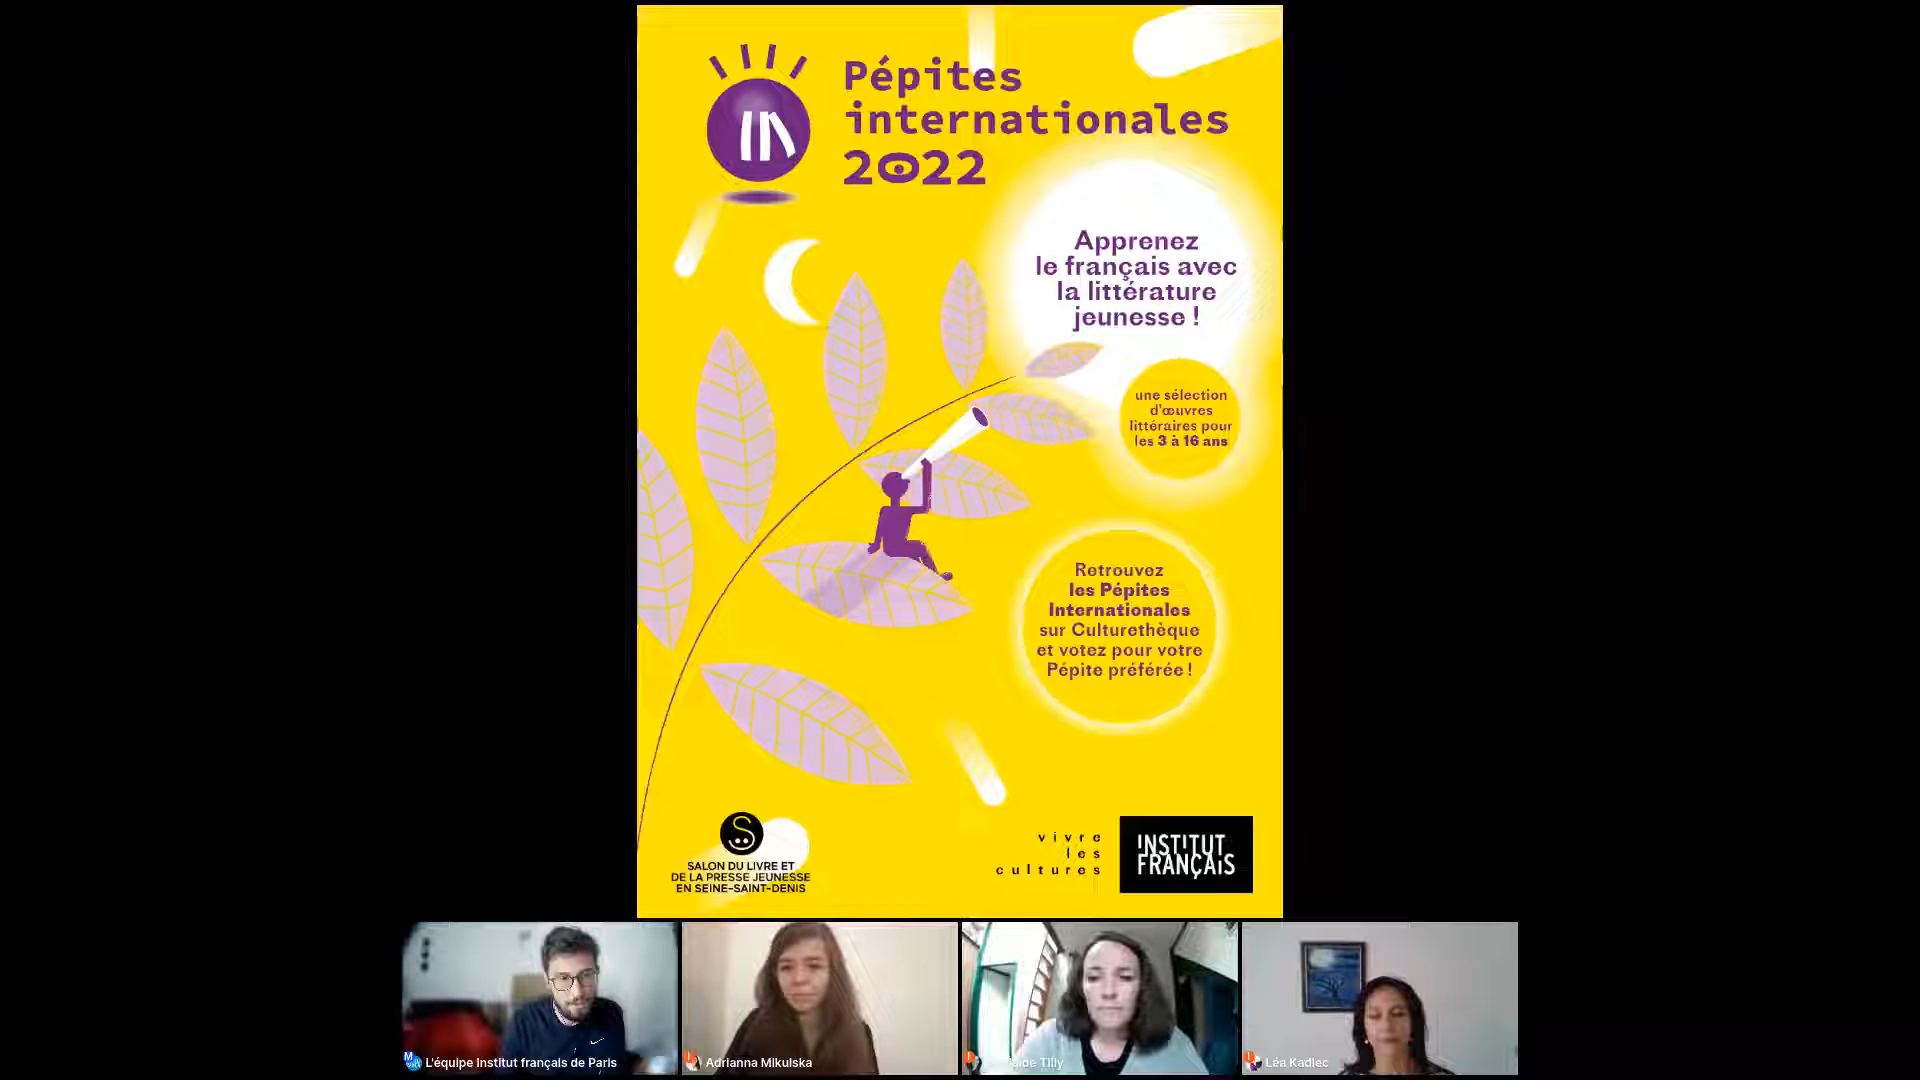 Pépites
internationales
2022
Apprenez
le français avec
la littérature
jeunesse !
une sélection
d'œuvres
littéraires pour
les 3 à 16 ans
Retrouvez
les Pépites
Internationales
sur Culturethèque
et votez pour votre
Pépite préférée !
SALON DU LIVRE ET
DE LA PRESSE JEUNESSE
EN SEINE-SAINT-DENIS
vivre
les
cultures
INSTITUT
FRANÇAIS
L'équipe Institut français de Paris
Adrianna Mikulska
Tilly
Léa Kadlec